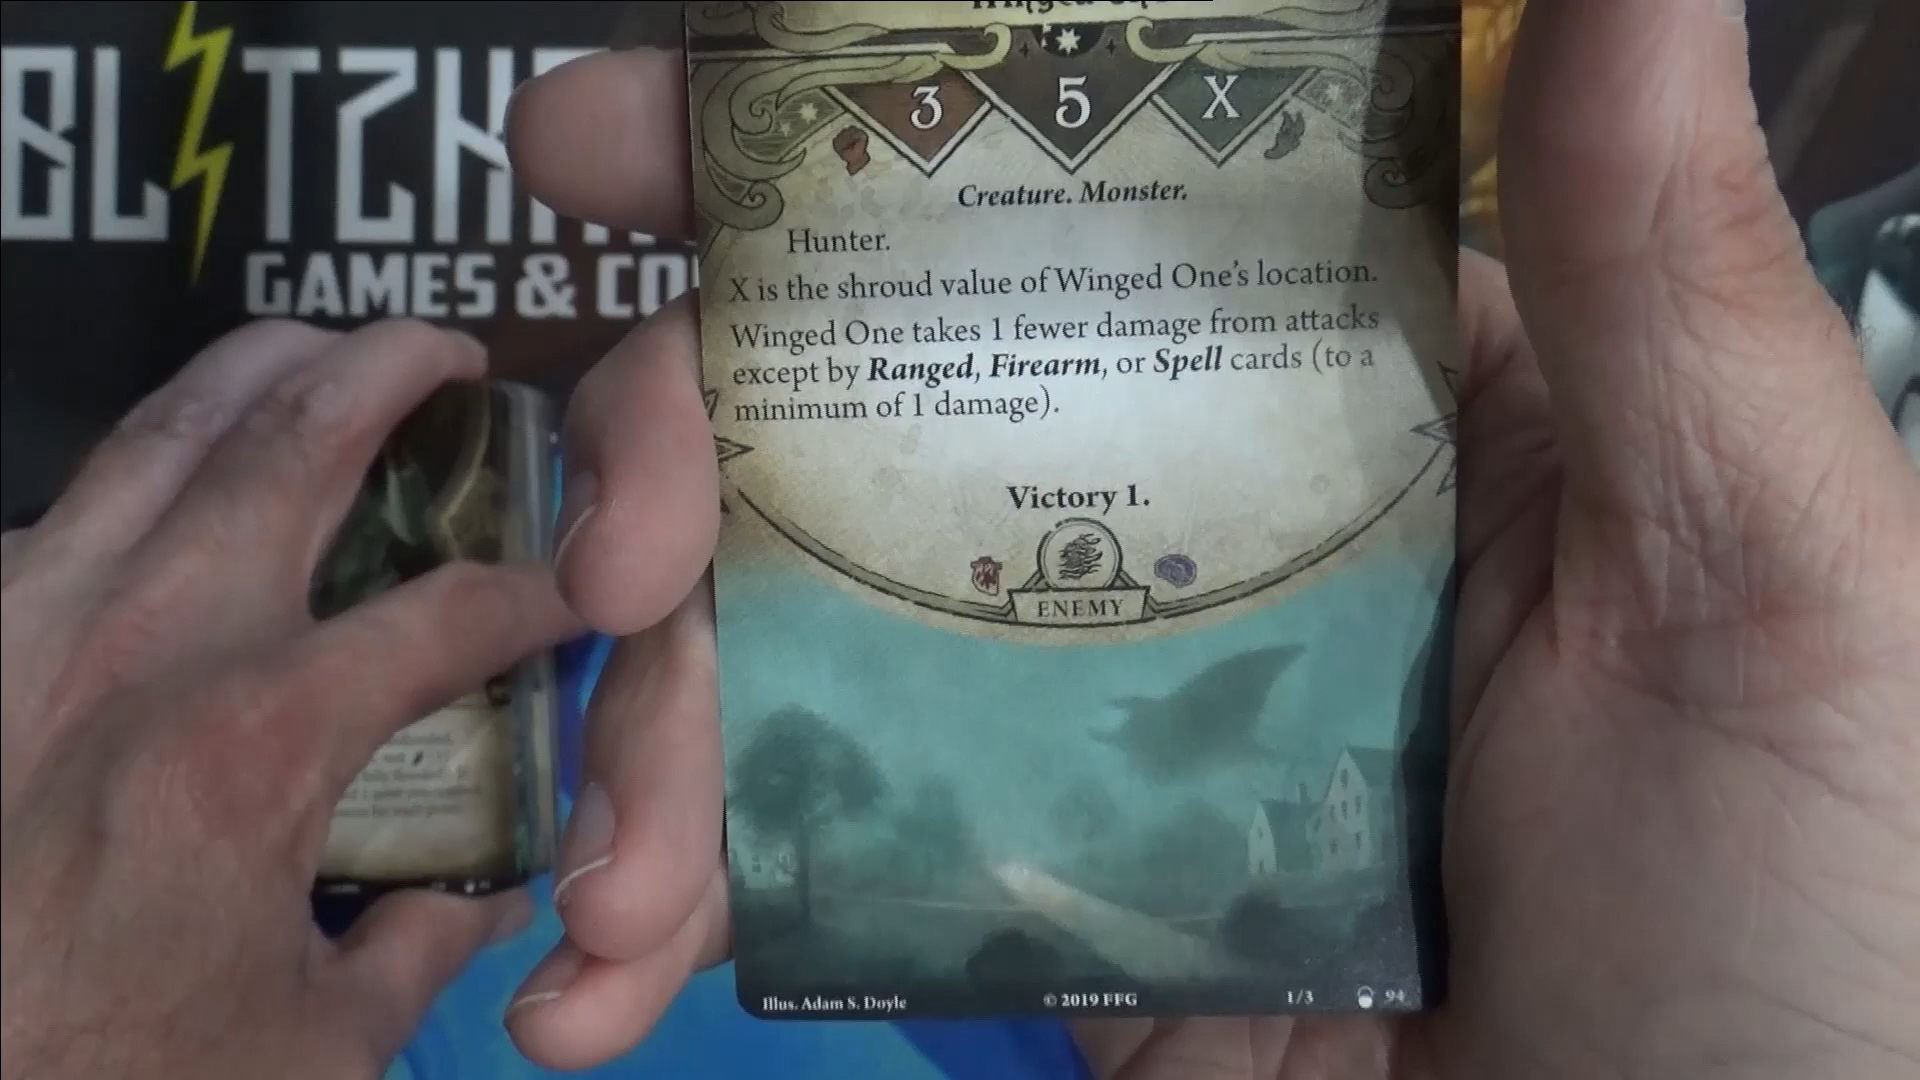 BLITZK
GAMES & CO
3 5 X
Creature. Monster.
Hunter.
X is the shroud value of Winged One's location.
Winged One takes 1 fewer damage from attacks
except by Ranged, Firearm, or Spell cards (to a
minimum of 1 damage).
Victory 1.
ENEMY
Illus. Adam S. Doyle © 2019 FFG 1/3 94